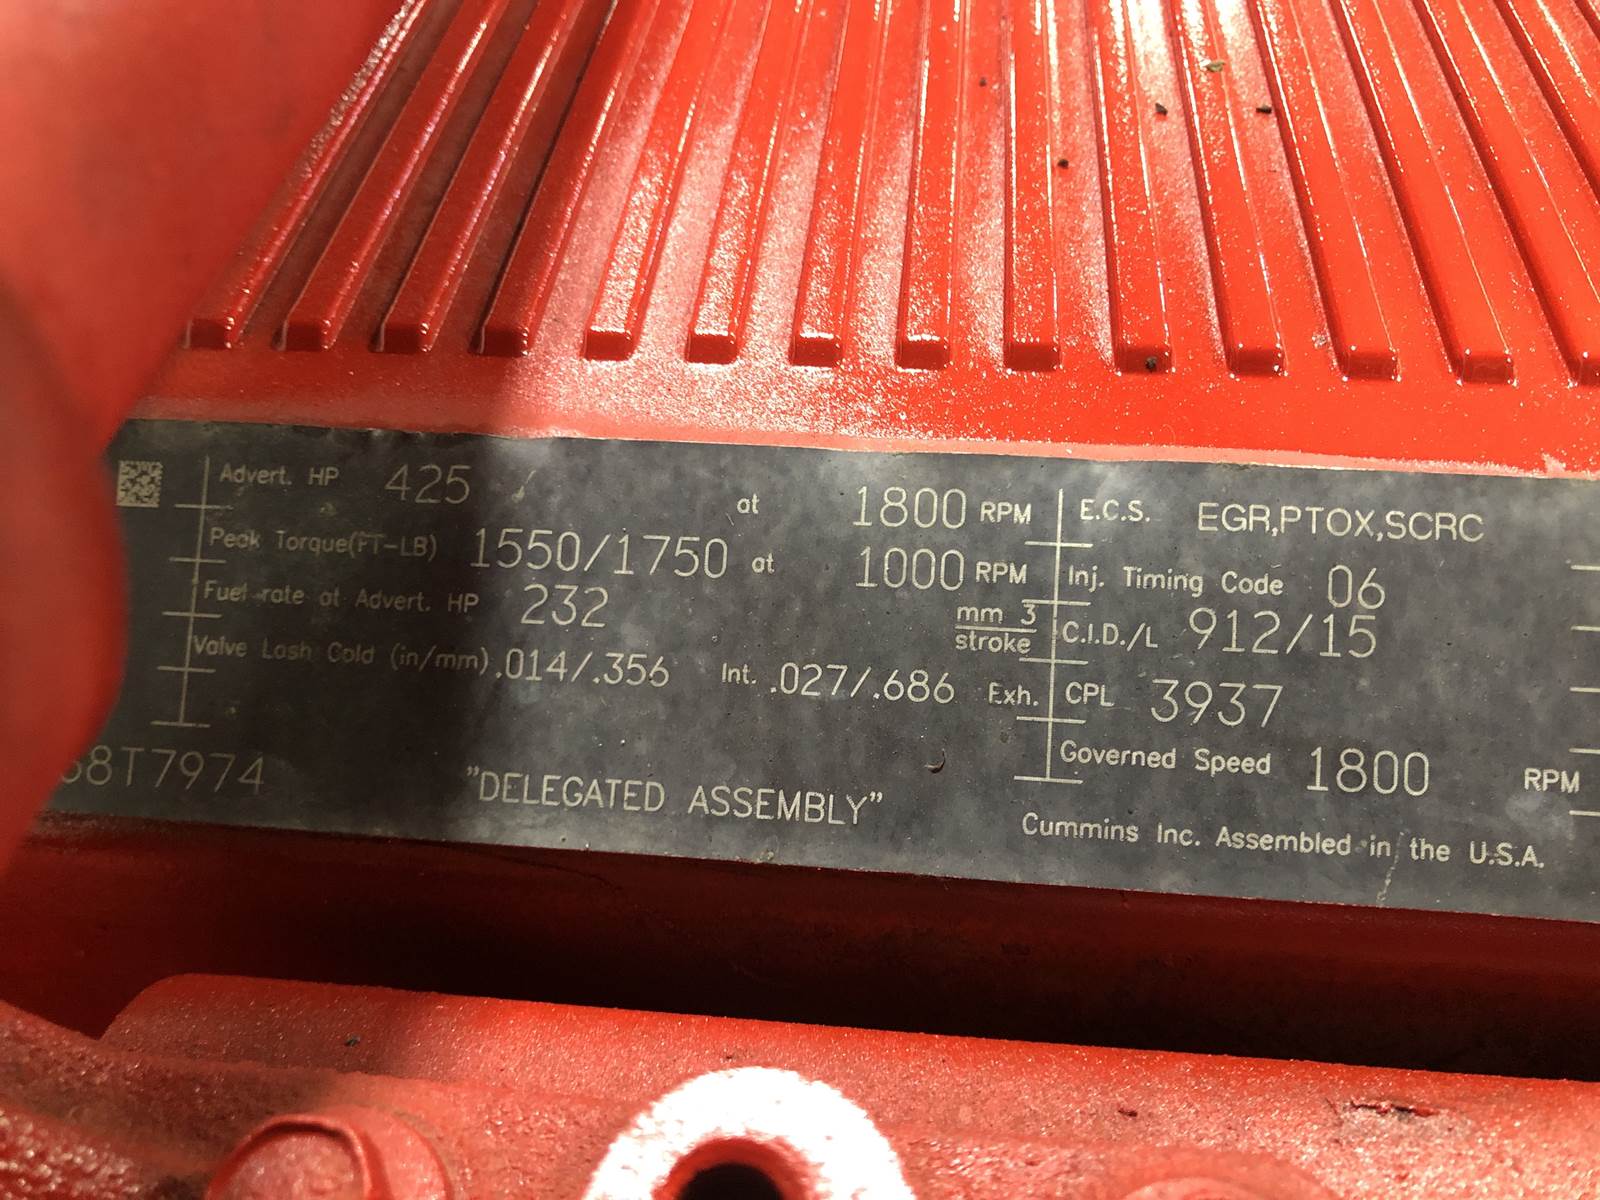 Advert. HP 425 at 1800 RPM
Peak Torque(FT-LB) 1550/1750 at 1000 RPM
Fuel rate at Advert. HP 232 mm 3 / stroke
Valve Lash Cold (in/mm) .014/.356 Int. .027/.686 Exh.
68T7974
"DELEGATED ASSEMBLY"
E.C.S. EGR,PTOX,SCRC
Inj. Timing Code 06
C.I.D./L 912/15
CPL 3937
Governed Speed 1800 RPM
Cummins Inc. Assembled in the U.S.A.